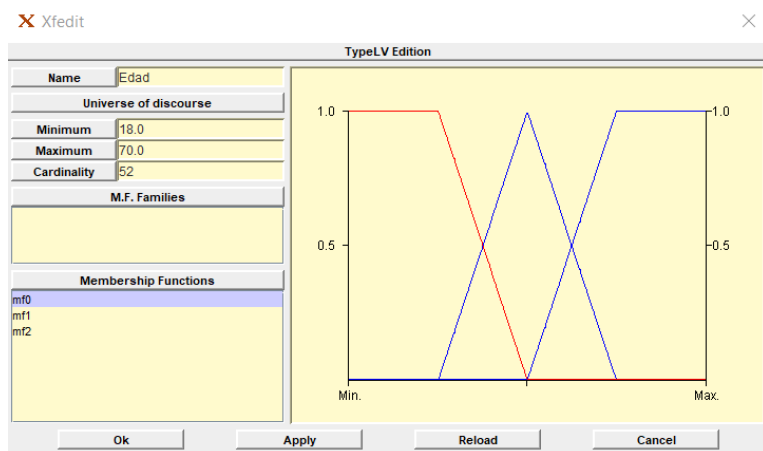 Xfedit
TypeLV Edition
Name Edad
Universe of discourse
Minimum 18.0
Maximum 70.0
Cardinality 52
M.F. Families
Membership Functions
mf0
mf1
mf2
1.0 1.0
0.5 0.5
Min. Max.
Ok Apply Reload Cancel